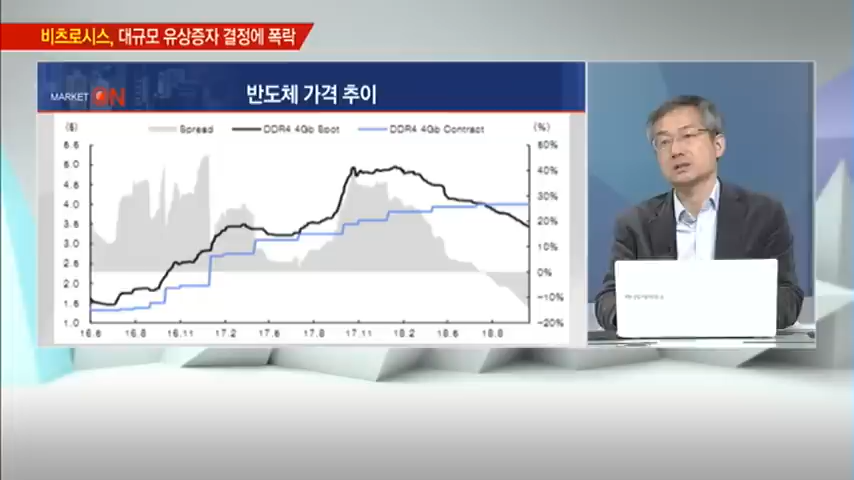 비츠로시스, 대규모 유상증자 결정에 폭락
MARKET ON
반도체 가격 추이
($) Spread DDR4 4Gb Spot DDR4 4Gb Contract (%)
6.6 50%
6.0 40%
4.6 30%
4.0 20%
3.6 10%
3.0 0%
2.6 -10%
2.0 -20%
1.6
1.0
16.6 16.8 16.11 17.2 17.6 17.8 17.11 18.2 18.6 18.8